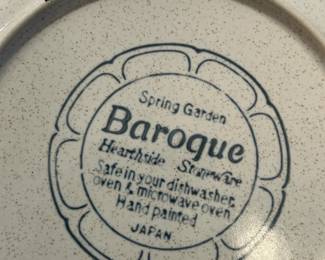 Spring Garden
Baroque
Hearthside Stoneware
Safe in your dishwasher,
oven & microwave oven
Hand painted
JAPAN